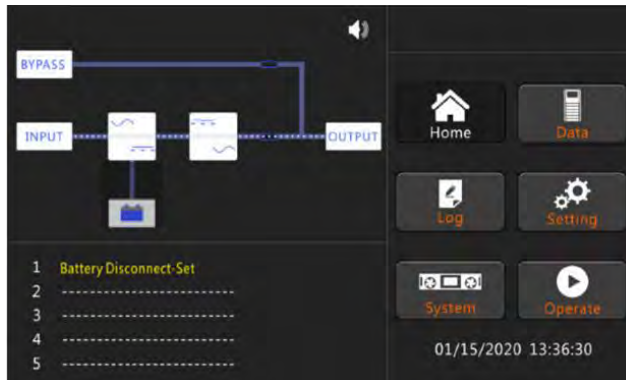 BYPASS
INPUT
OUTPUT
1 Battery Disconnect-Set
2 -------------------------
3 -------------------------
4 -------------------------
5 -------------------------
Home
Data
Log
Setting
System
Operate
01/15/2020 13:36:30